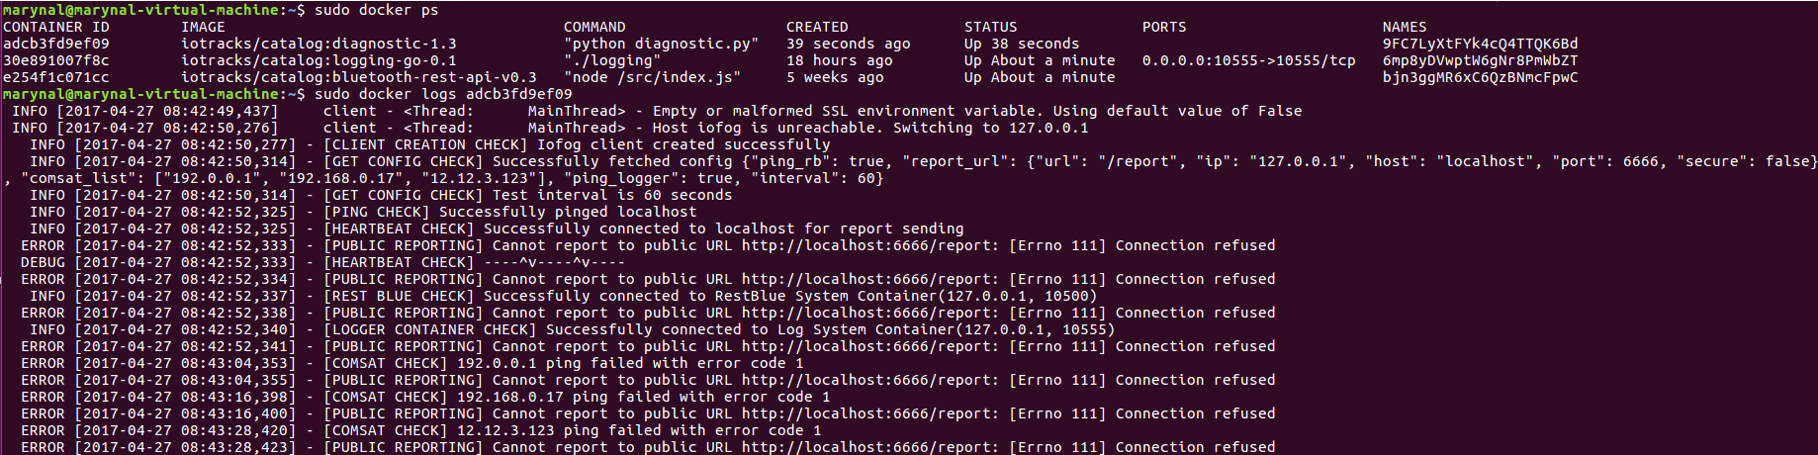 marynal@marynal-virtual-machine:~$ sudo docker ps
CONTAINER ID IMAGE COMMAND CREATED STATUS PORTS NAMES
adcb3fd9ef09 iotracks/catalog:diagnostic-1.3 "python diagnostic.py" 39 seconds ago Up 38 seconds 9FC7LyXtFYk4cQ4TTQK6Bd
30e891007f8c iotracks/catalog:logging-go-0.1 "./logging" 18 hours ago Up About a minute 0.0.0.0:10555->10555/tcp 6mp8yDVwptW6gNr8PmWbZT
e254f1c071cc iotracks/catalog:bluetooth-rest-api-v0.3 "node /src/index.js" 5 weeks ago Up About a minute bjn3ggMR6xC6QzBNmcFpwC
marynal@marynal-virtual-machine:~$ sudo docker logs adcb3fd9ef09
INFO [2017-04-27 08:42:49,437] client - <Thread: MainThread> - Empty or malformed SSL environment variable. Using default value of False
INFO [2017-04-27 08:42:50,276] client - <Thread: MainThread> - Host iofog is unreachable. Switching to 127.0.0.1
INFO [2017-04-27 08:42:50,277] - [CLIENT CREATION CHECK] Iofog client created successfully
INFO [2017-04-27 08:42:50,314] - [GET CONFIG CHECK] Successfully fetched config {"ping_rb": true, "report_url": {"url": "/report", "ip": "127.0.0.1", "host": "localhost", "port": 6666, "secure": false}
, "comsat_list": ["192.0.0.1", "192.168.0.17", "12.12.3.123"], "ping_logger": true, "interval": 60}
INFO [2017-04-27 08:42:50,314] - [GET CONFIG CHECK] Test interval is 60 seconds
INFO [2017-04-27 08:42:52,325] - [PING CHECK] Successfully pinged localhost
INFO [2017-04-27 08:42:52,325] - [HEARTBEAT CHECK] Successfully connected to localhost for report sending
ERROR [2017-04-27 08:42:52,333] - [PUBLIC REPORTING] Cannot report to public URL http://localhost:6666/report: [Errno 111] Connection refused
DEBUG [2017-04-27 08:42:52,333] - [HEARTBEAT CHECK] ----^v----^v----
ERROR [2017-04-27 08:42:52,334] - [PUBLIC REPORTING] Cannot report to public URL http://localhost:6666/report: [Errno 111] Connection refused
INFO [2017-04-27 08:42:52,337] - [REST BLUE CHECK] Successfully connected to RestBlue System Container(127.0.0.1, 10500)
ERROR [2017-04-27 08:42:52,338] - [PUBLIC REPORTING] Cannot report to public URL http://localhost:6666/report: [Errno 111] Connection refused
INFO [2017-04-27 08:42:52,340] - [LOGGER CONTAINER CHECK] Successfully connected to Log System Container(127.0.0.1, 10555)
ERROR [2017-04-27 08:42:52,341] - [PUBLIC REPORTING] Cannot report to public URL http://localhost:6666/report: [Errno 111] Connection refused
ERROR [2017-04-27 08:43:04,353] - [COMSAT CHECK] 192.0.0.1 ping failed with error code 1
ERROR [2017-04-27 08:43:04,355] - [PUBLIC REPORTING] Cannot report to public URL http://localhost:6666/report: [Errno 111] Connection refused
ERROR [2017-04-27 08:43:16,398] - [COMSAT CHECK] 192.168.0.17 ping failed with error code 1
ERROR [2017-04-27 08:43:16,400] - [PUBLIC REPORTING] Cannot report to public URL http://localhost:6666/report: [Errno 111] Connection refused
ERROR [2017-04-27 08:43:28,420] - [COMSAT CHECK] 12.12.3.123 ping failed with error code 1
ERROR [2017-04-27 08:43:28,423] - [PUBLIC REPORTING] Cannot report to public URL http://localhost:6666/report: [Errno 111] Connection refused